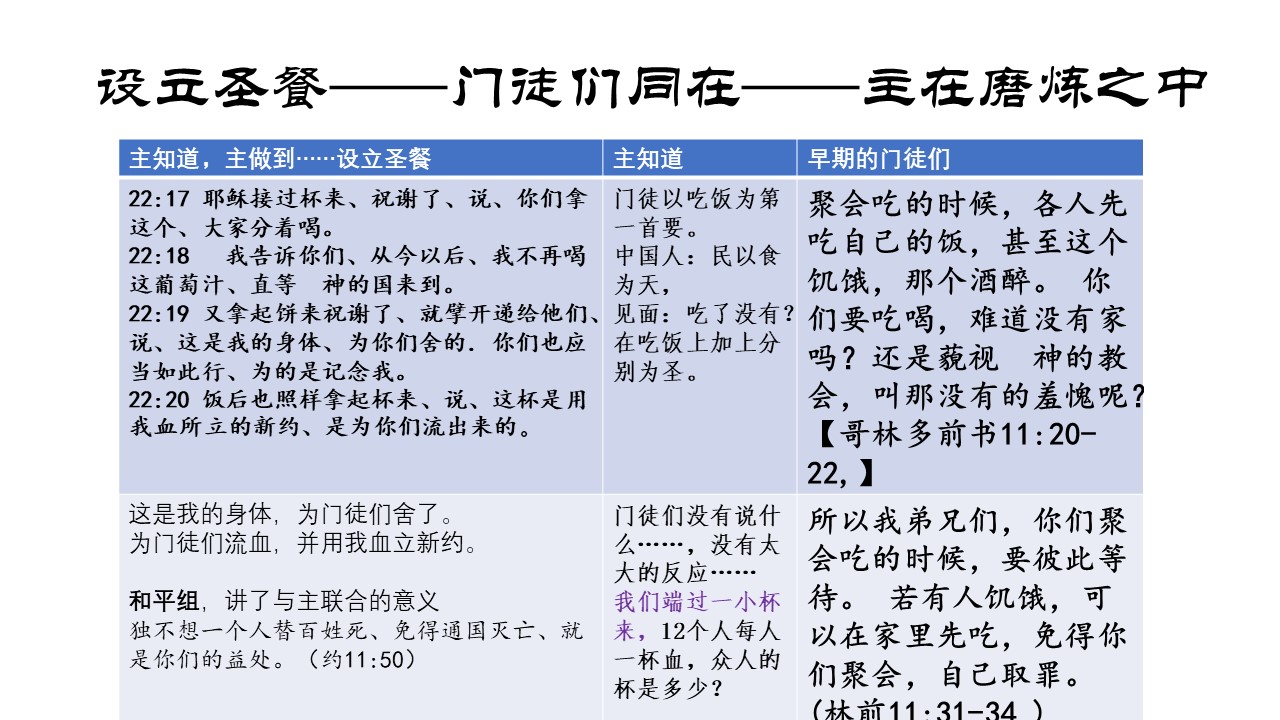 设立圣餐——门徒们同在——主在磨炼之中
主知道，主做到……设立圣餐
主知道
早期的门徒们
22:17 耶稣接过杯来、祝谢了、说、你们拿
这个、大家分着喝。
22:18 我告诉你们、从今以后、我不再喝
这葡萄汁、直等　神的国来到。
22:19 又拿起饼来祝谢了、就擘开递给他们、
说、这是我的身体、为你们舍的．你们也应
当如此行、为的是记念我。
22:20 饭后也照样拿起杯来、说、这杯是用
我血所立的新约、是为你们流出来的。
门徒以吃饭为第
一首要。
中国人：民以食
为天，
见面：吃了没有？
在吃饭上加上分
别为圣。
聚会吃的时候，各人先
吃自己的饭，甚至这个
饥饿，那个酒醉。 你
们要吃喝，难道没有家
吗？还是藐视　神的教
会，叫那没有的羞愧呢？
【哥林多前书11:20-
22,】
这是我的身体，为门徒们舍了。
为门徒们流血，并用我血立新约。
和平组，讲了与主联合的意义
独不想一个人替百姓死、免得通国灭亡、就
是你们的益处。（约11:50）
门徒们没有说什
么……，没有太
大的反应……
我们端过一小杯
来，12个人每人
一杯血，众人的
杯是多少？
所以我弟兄们，你们聚
会吃的时候，要彼此等
待。 若有人饥饿，可
以在家里先吃，免得你
们聚会，自己取罪。
(林前11:31-34 )